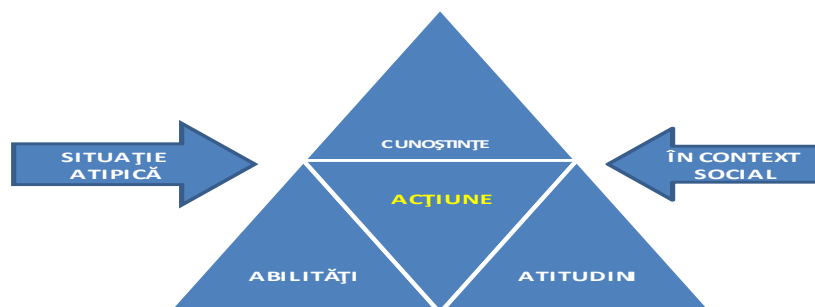 CUNOŞTINŢE
SITUAŢIE
ATIPICĂ
ÎN CONTEXT
SOCIAL
ACŢIUNE
ABILITĂŢI
ATITUDINI